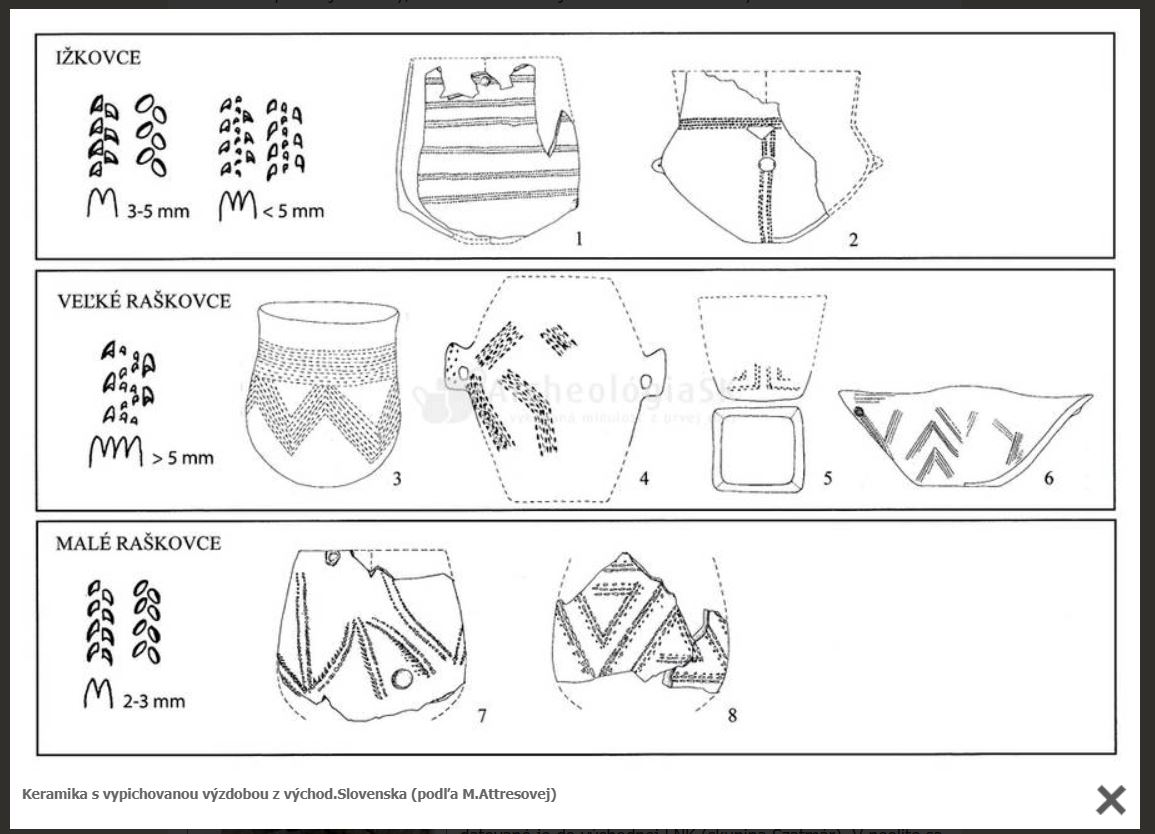 IŽKOVCE
3-5 mm
< 5 mm
1
2
VEĽKÉ RAŠKOVCE
> 5 mm
ArcheológiaSK
3
4
5
6
MALÉ RAŠKOVCE
2-3 mm
7
8
Keramika s vypichovanou výzdobou z východ.Slovenska (podľa M.Attresovej)